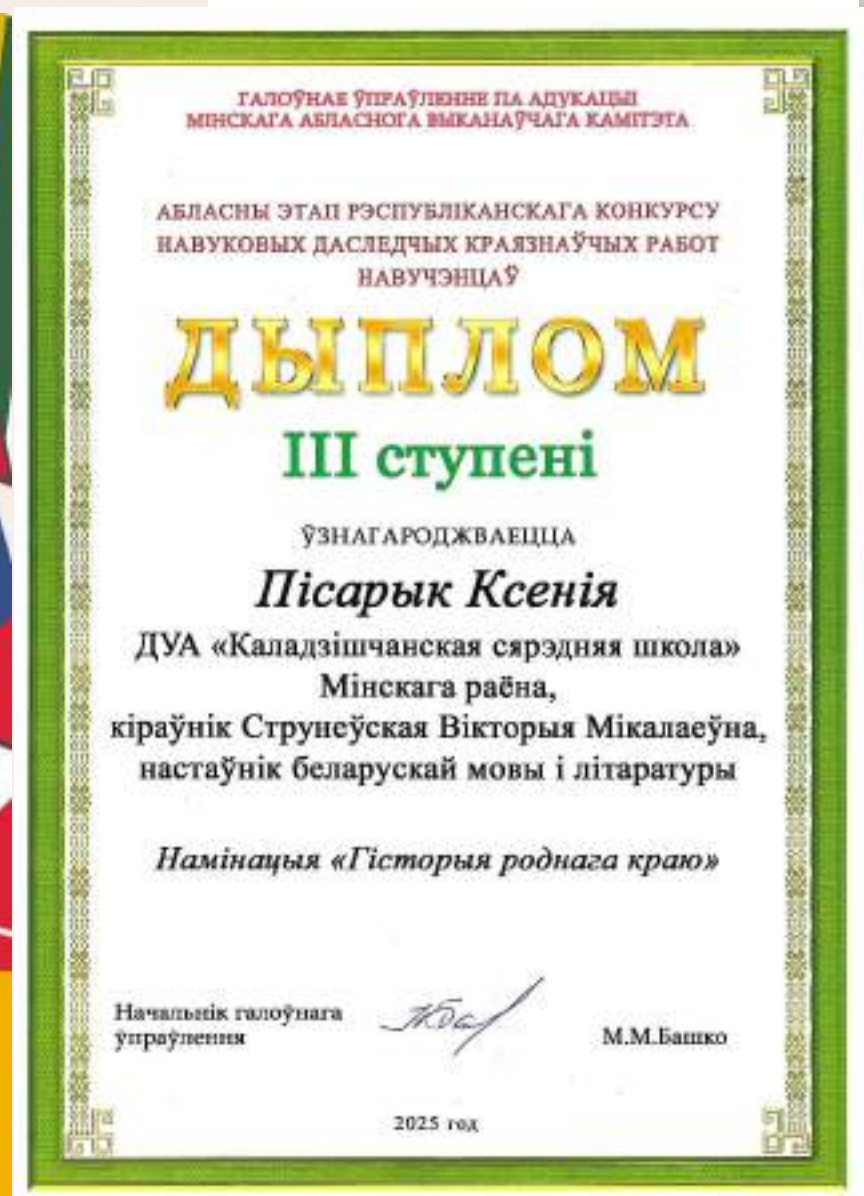 ГАЛОЎНАЕ ЎПРАЎЛЕННЕ ПА АДУКАЦЫІ
МІНСКАГА АБЛАСНОГА ВЫКАНАЎЧАГА КАМІТЭТА
АБЛАСНЫ ЭТАП РЭСПУБЛІКАНСКАГА КОНКУРСУ
НАВУКОВЫХ ДАСЛЕДЧЫХ КРАЯЗНАЎЧЫХ РАБОТ
НАВУЧЭНЦАЎ
ДЫПЛОМ
III ступені
ЎЗНАГАРОДЖВАЕЦЦА
Пісарык Ксенія
ДУА «Каладзішчанская сярэдняя школа»
Мінскага раёна,
кіраўнік Струнеўская Вікторыя Мікалаеўна,
настаўнік беларускай мовы і літаратуры
Намінацыя «Гісторыя роднага краю»
Начальнік галоўнага
ўпраўлення
М.М.Башко
2025 год